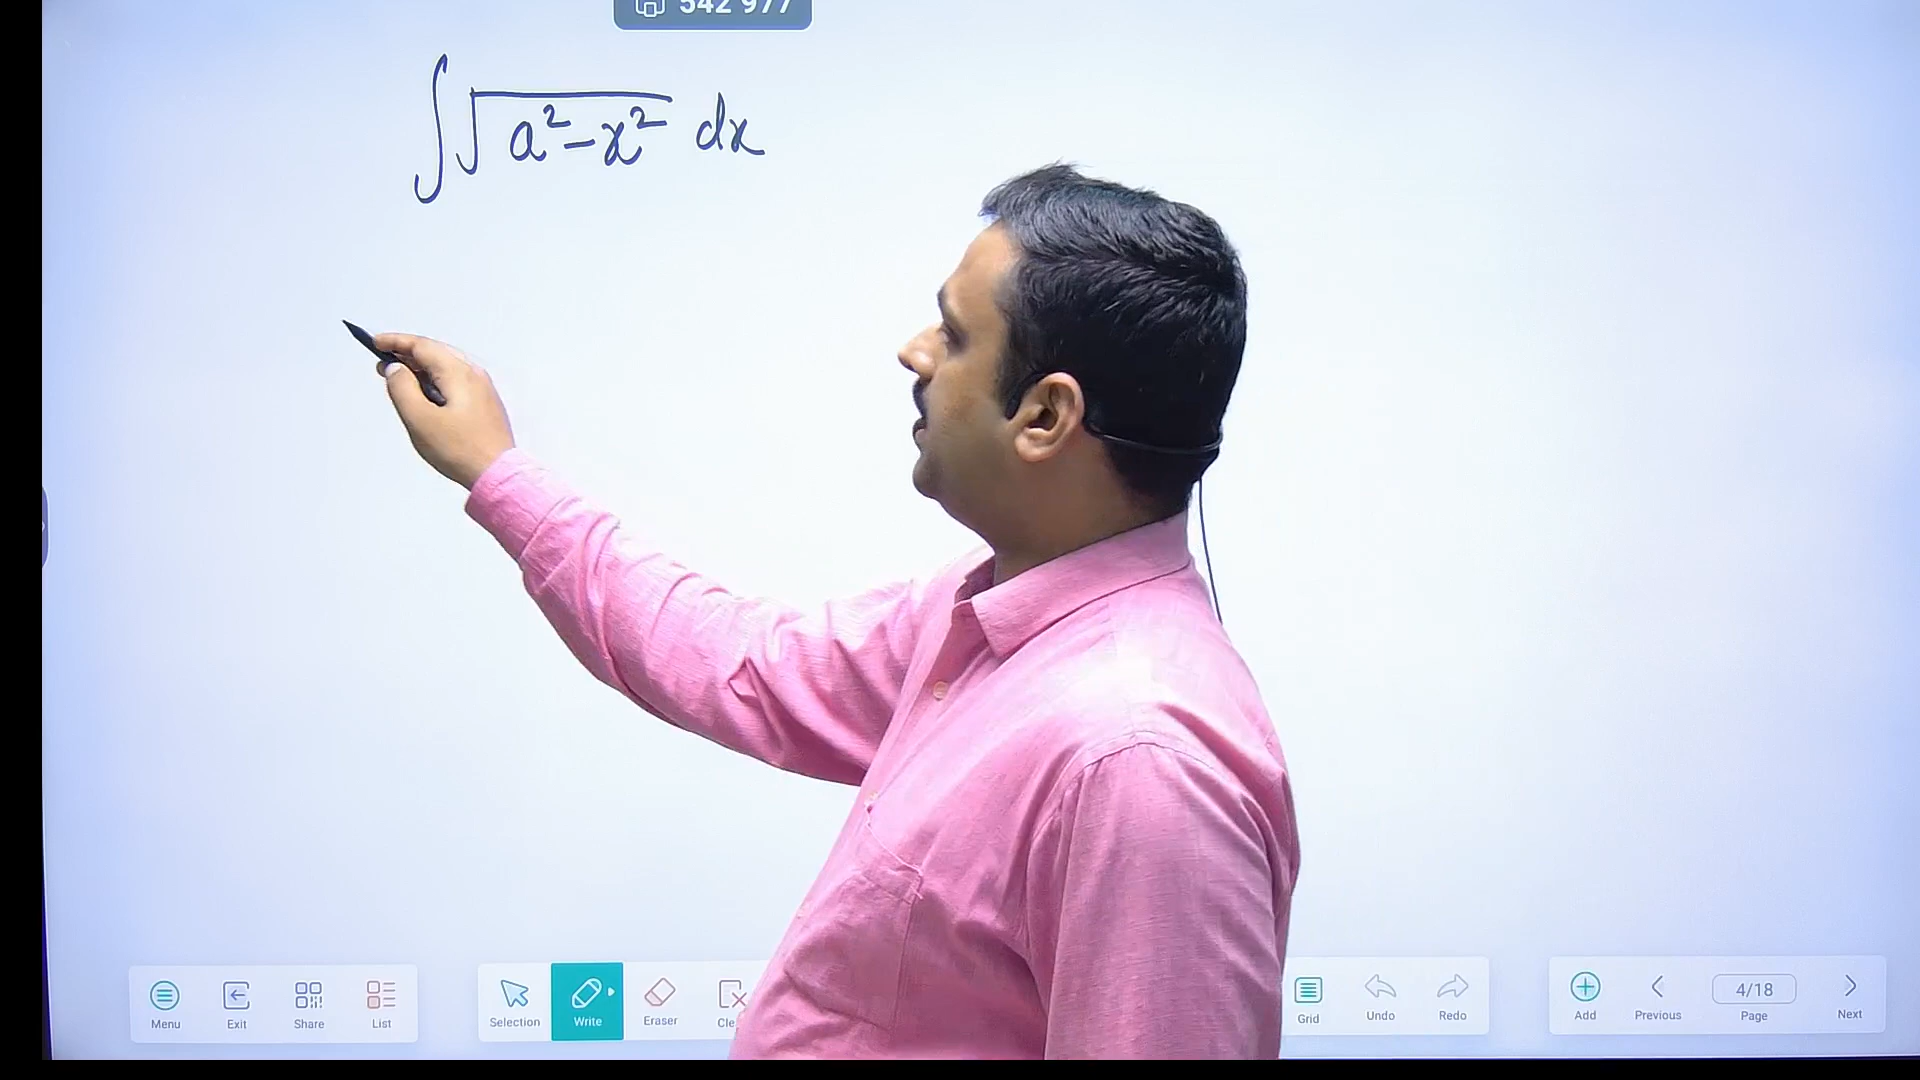 542 977
∫√(a²-x²) dx
Menu Exit Share List Selection Write Eraser Grid Undo Redo Add Previous 4/18 Page Next